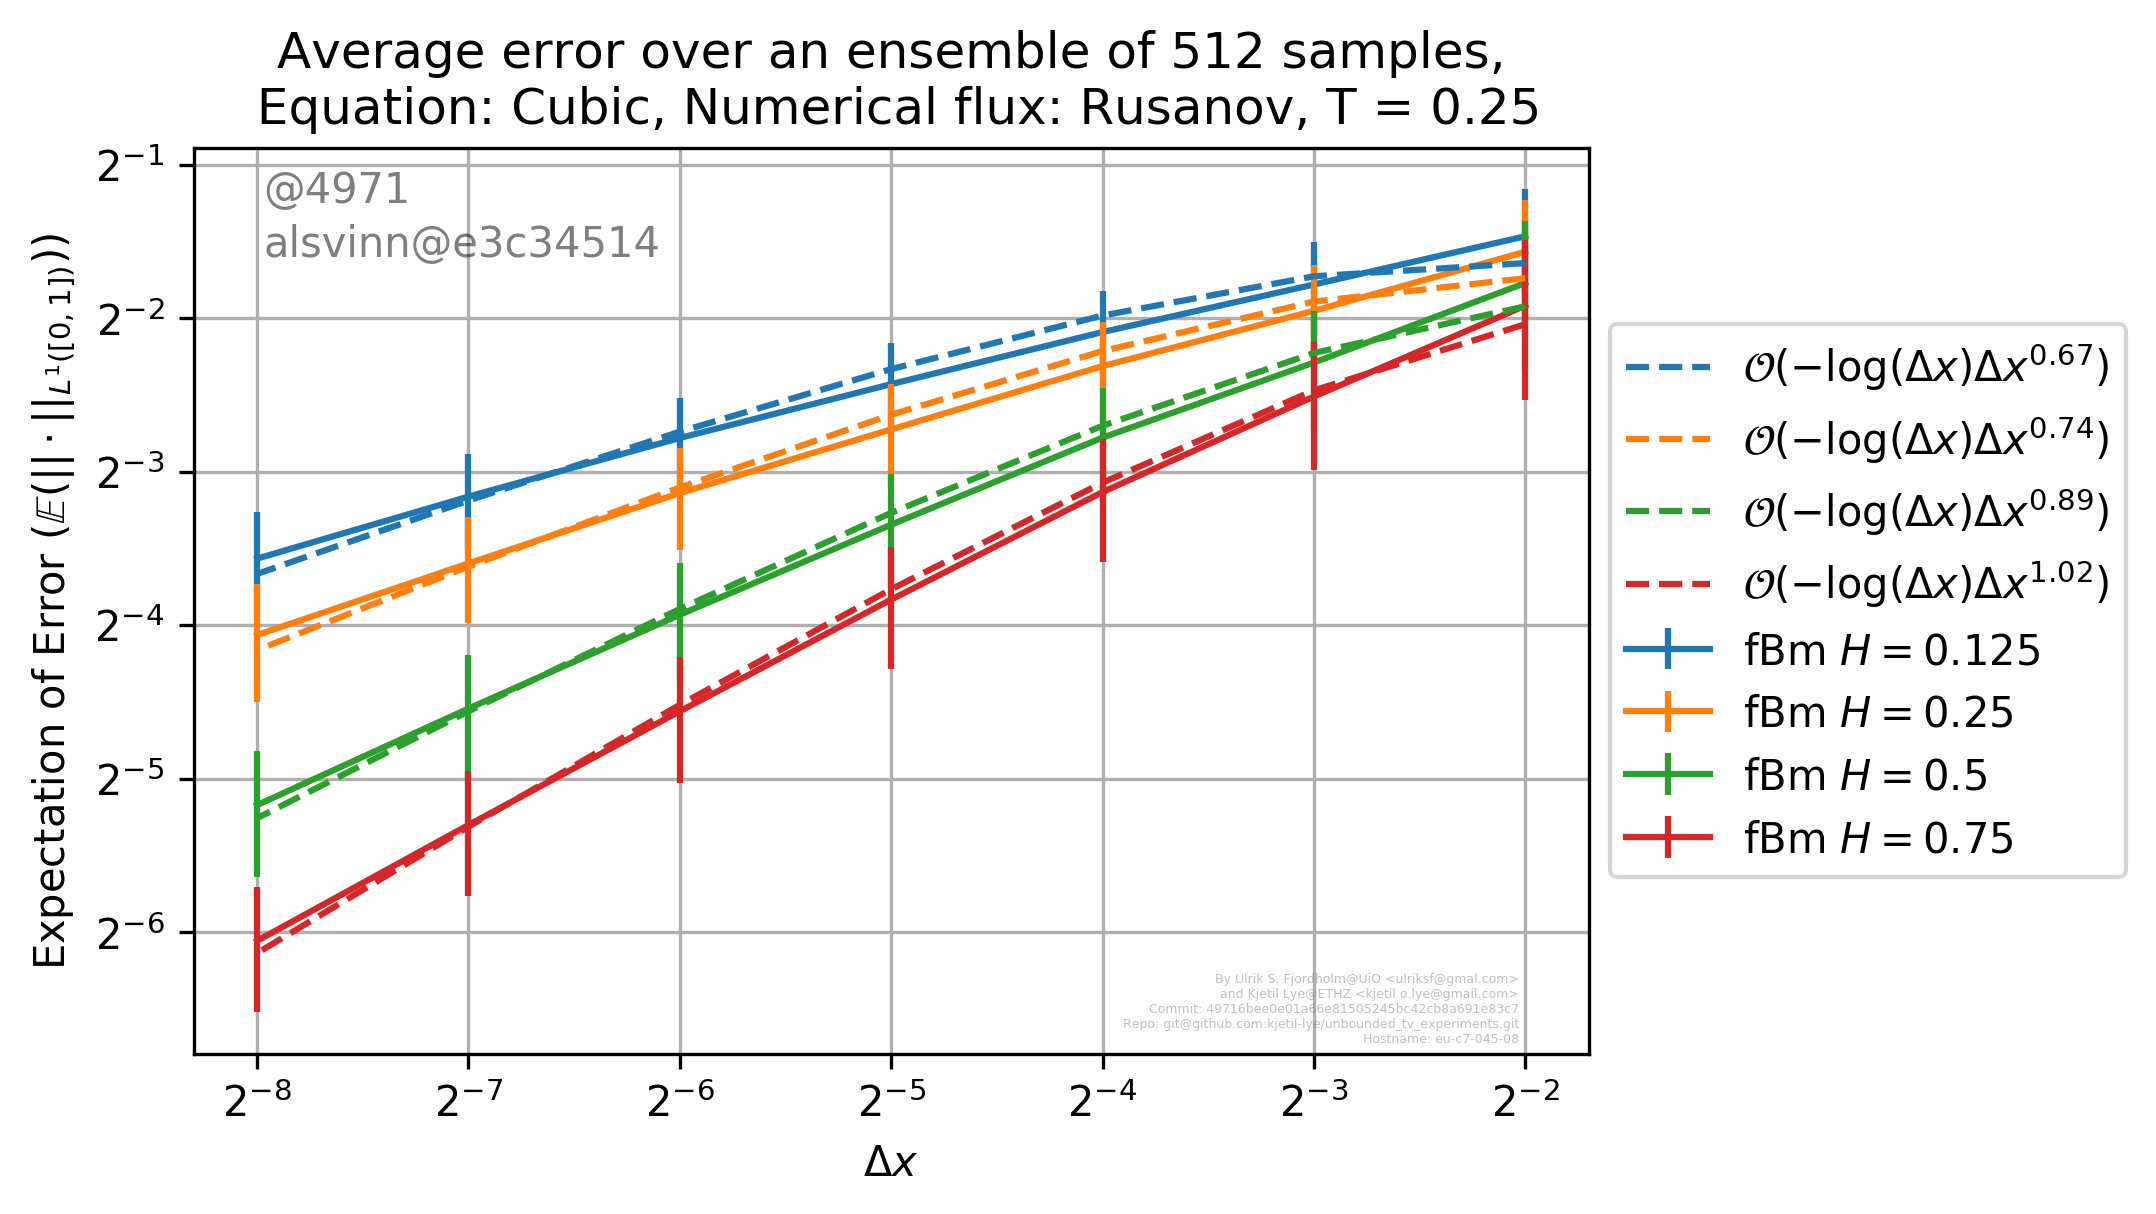 Average error over an ensemble of 512 samples,
Equation: Cubic, Numerical flux: Rusanov, T = 0.25
@4971
alsvinn@e3c34514
Expectation of Error (𝔼(||·||_{L^1([0,1])}))
2^{-1}
2^{-2}
2^{-3}
2^{-4}
2^{-5}
2^{-6}
By Ulrik S. Fjordholm@UiO <ulriksf@gmal.com>
and Kjetil Lye@ETHZ <kjetil.o.lye@gmail.com>
Commit: 49716bee0e01a66e81505245bc42cb8a691e83c7
Repo: git@github.com:kjetil-lye/unbounded_tv_experiments.git
Hostname: eu-c7-045-08
2^{-8} 2^{-7} 2^{-6} 2^{-5} 2^{-4} 2^{-3} 2^{-2}
Δx
𝒪(−log(Δx)Δx^{0.67})
𝒪(−log(Δx)Δx^{0.74})
𝒪(−log(Δx)Δx^{0.89})
𝒪(−log(Δx)Δx^{1.02})
fBm H = 0.125
fBm H = 0.25
fBm H = 0.5
fBm H = 0.75